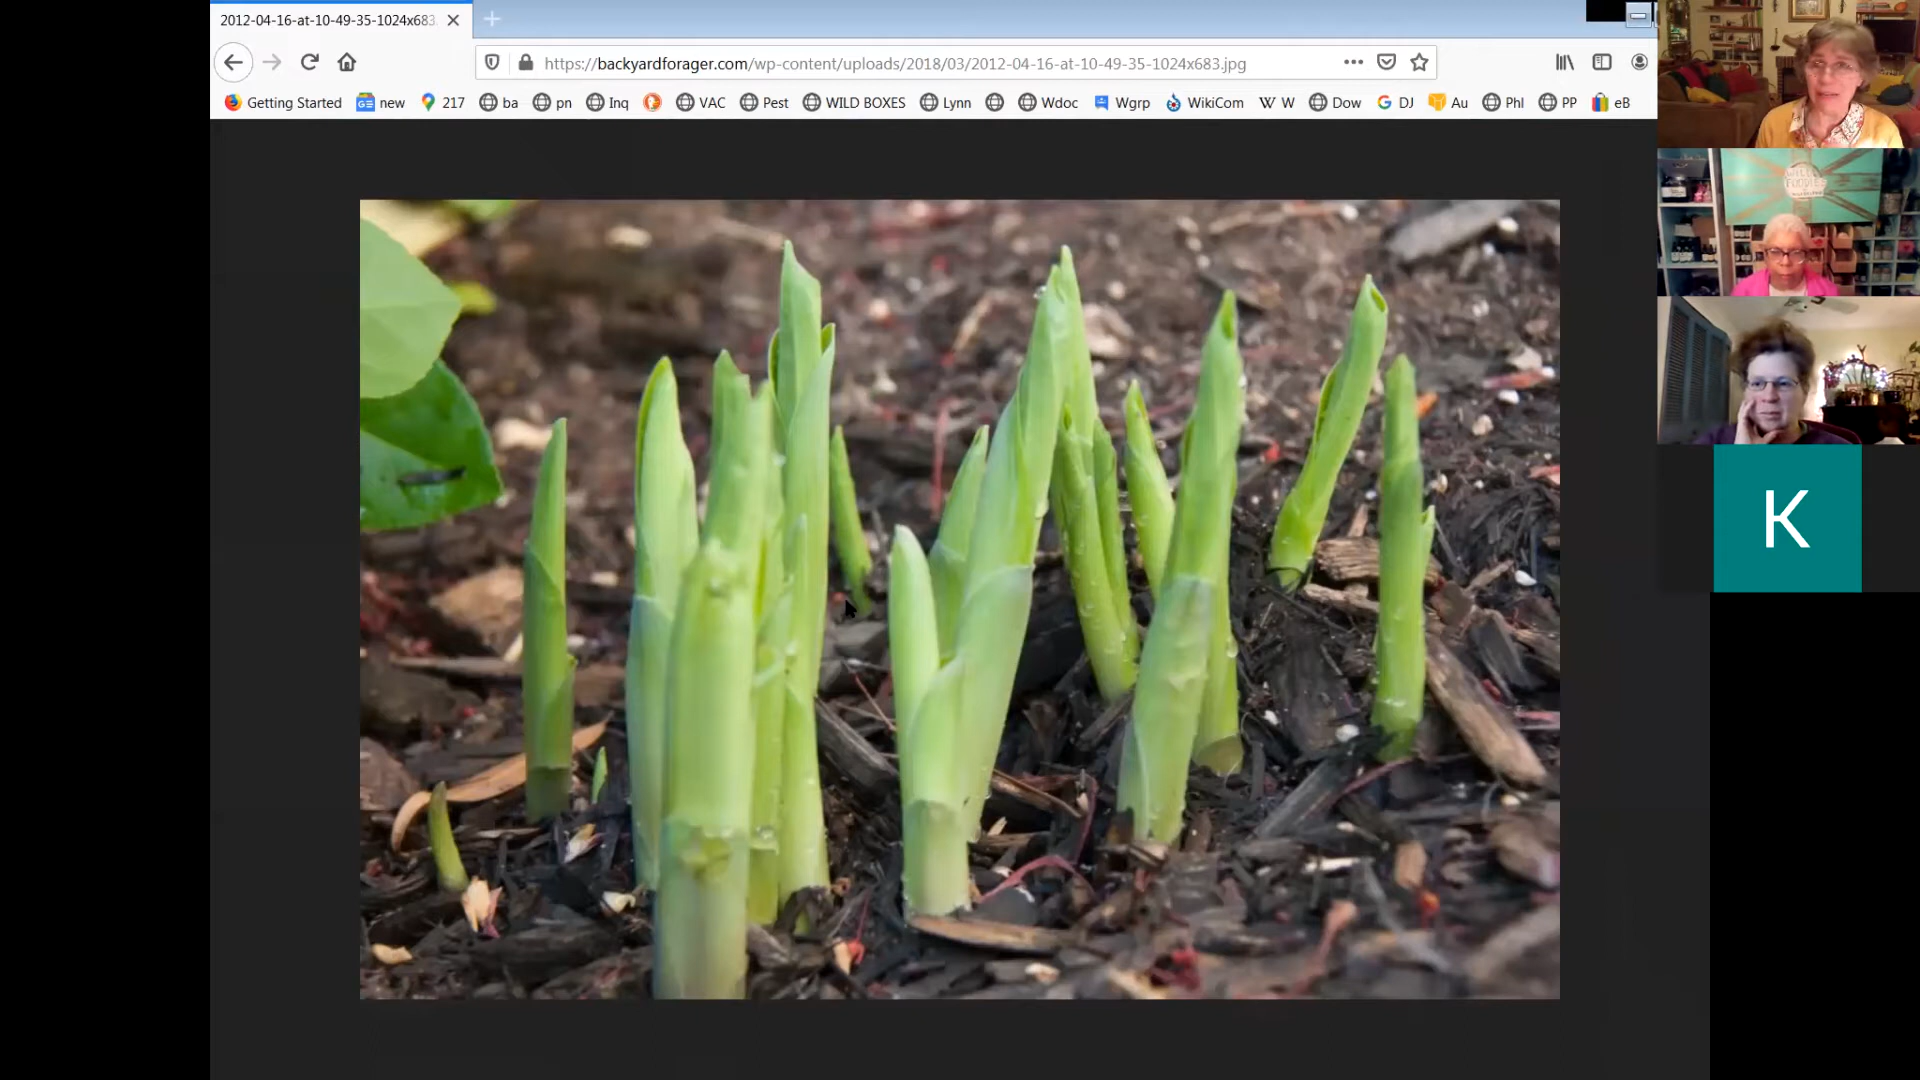 2012-04-16-at-10-49-35-1024x683.
https://backyardforager.com/wp-content/uploads/2018/03/2012-04-16-at-10-49-35-1024x683.jpg
Getting Started new 217 ba pn Inq VAC Pest WILD BOXES Lynn Wdoc Wgrp WikiCom W W Dow G DJ Au Phl PP eB
WILD
FOODIES
K